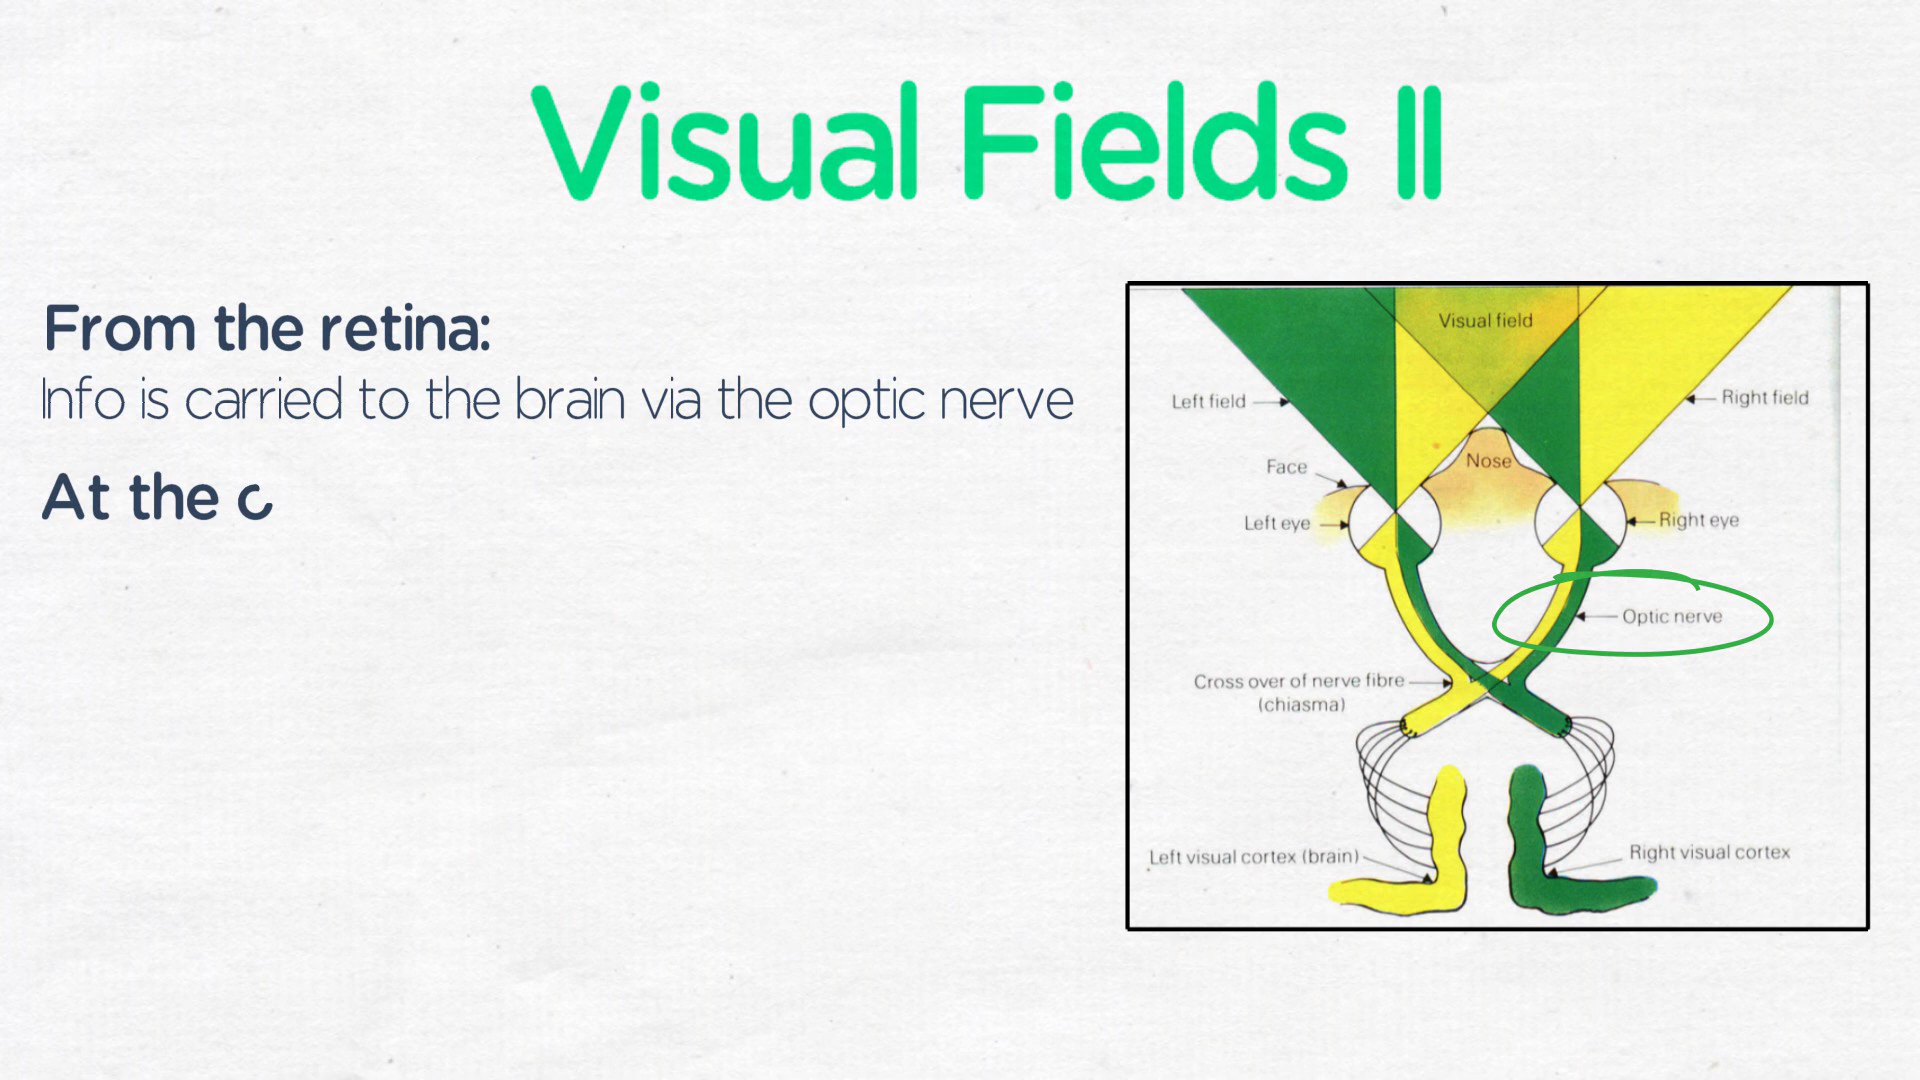 Visual Fields II
From the retina:
Info is carried to the brain via the optic nerve
At the c
Visual field
Left field
Right field
Face
Nose
Left eye
Right eye
Optic nerve
Cross over of nerve fibre
(chiasma)
Left visual cortex (brain)
Right visual cortex